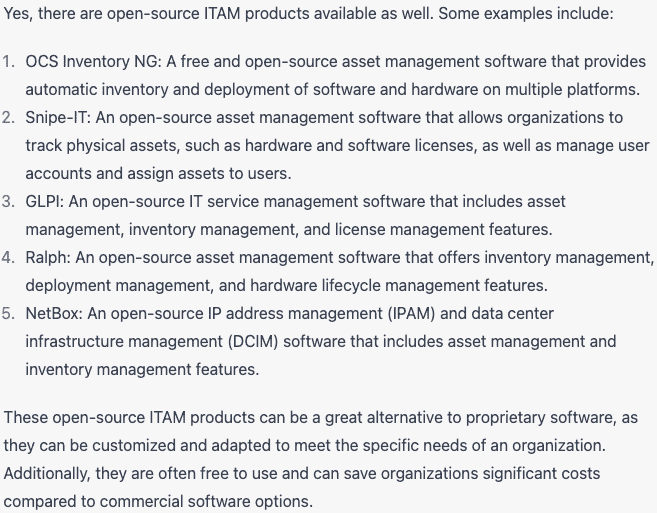 Yes, there are open-source ITAM products available as well. Some examples include:
1. OCS Inventory NG: A free and open-source asset management software that provides
automatic inventory and deployment of software and hardware on multiple platforms.
2. Snipe-IT: An open-source asset management software that allows organizations to
track physical assets, such as hardware and software licenses, as well as manage user
accounts and assign assets to users.
3. GLPI: An open-source IT service management software that includes asset
management, inventory management, and license management features.
4. Ralph: An open-source asset management software that offers inventory management,
deployment management, and hardware lifecycle management features.
5. NetBox: An open-source IP address management (IPAM) and data center
infrastructure management (DCIM) software that includes asset management and
inventory management features.
These open-source ITAM products can be a great alternative to proprietary software, as
they can be customized and adapted to meet the specific needs of an organization.
Additionally, they are often free to use and can save organizations significant costs
compared to commercial software options.